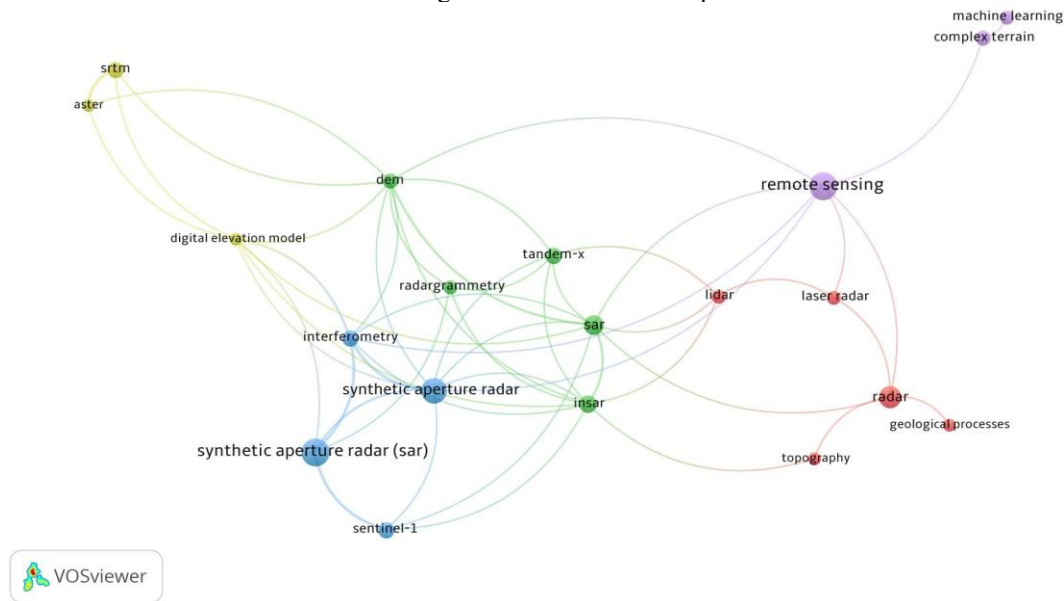 machine learning
complex terrain
srtm
aster
dem
remote sensing
digital elevation model
tandem-x
radargrammetry
lidar
laser radar
sar
interferometry
synthetic aperture radar
insar
radar
geological processes
synthetic aperture radar (sar)
topography
sentinel-1
VOSviewer